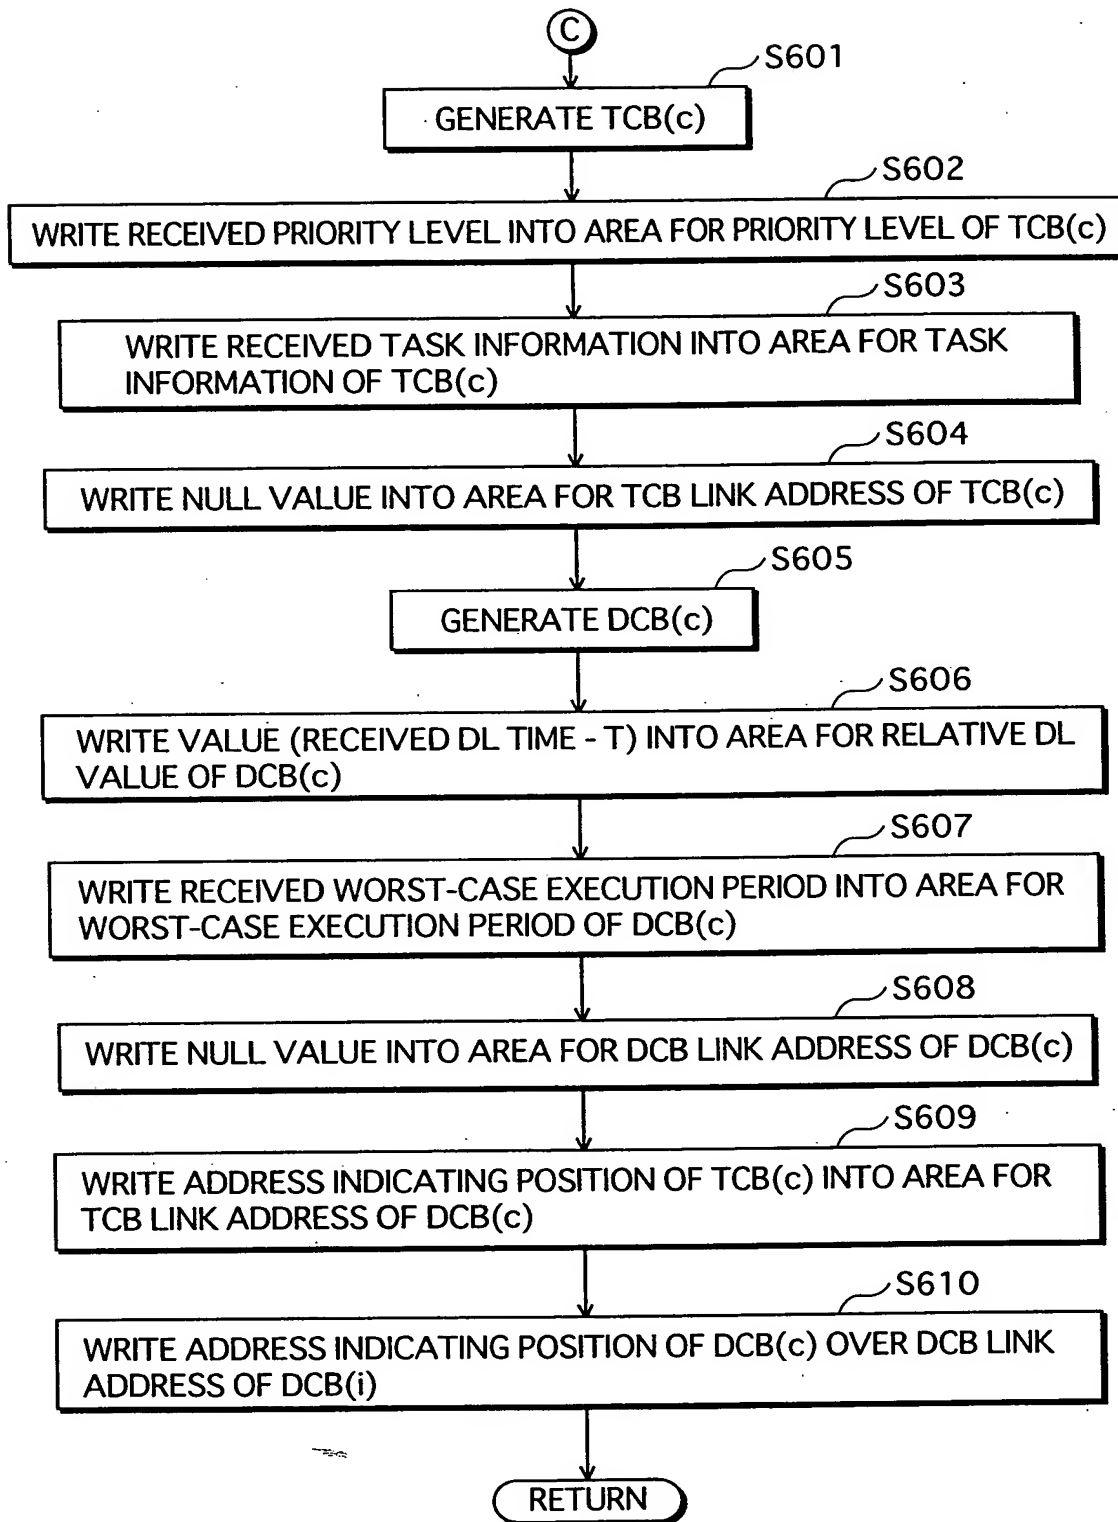 C
S601
GENERATE TCB(c)
S602
WRITE RECEIVED PRIORITY LEVEL INTO AREA FOR PRIORITY LEVEL OF TCB(c)
S603
WRITE RECEIVED TASK INFORMATION INTO AREA FOR TASK
INFORMATION OF TCB(c)
S604
WRITE NULL VALUE INTO AREA FOR TCB LINK ADDRESS OF TCB(c)
S605
GENERATE DCB(c)
S606
WRITE VALUE (RECEIVED DL TIME - T) INTO AREA FOR RELATIVE DL
VALUE OF DCB(c)
S607
WRITE RECEIVED WORST-CASE EXECUTION PERIOD INTO AREA FOR
WORST-CASE EXECUTION PERIOD OF DCB(c)
S608
WRITE NULL VALUE INTO AREA FOR DCB LINK ADDRESS OF DCB(c)
S609
WRITE ADDRESS INDICATING POSITION OF TCB(c) INTO AREA FOR
TCB LINK ADDRESS OF DCB(c)
S610
WRITE ADDRESS INDICATING POSITION OF DCB(c) OVER DCB LINK
ADDRESS OF DCB(i)
RETURN